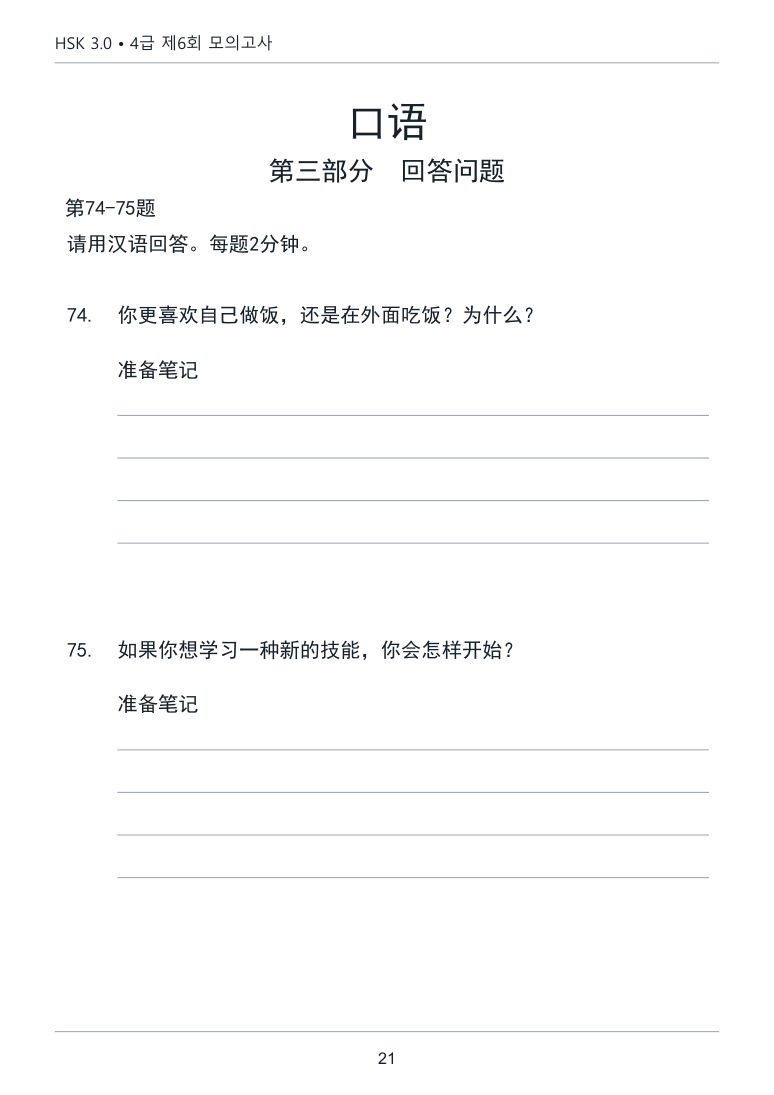 HSK 3.0 • 4급 제6회 모의고사
口语
第三部分　回答问题
第74-75题
请用汉语回答。每题2分钟。
74. 你更喜欢自己做饭，还是在外面吃饭？为什么？
准备笔记
75. 如果你想学习一种新的技能，你会怎样开始？
准备笔记
21